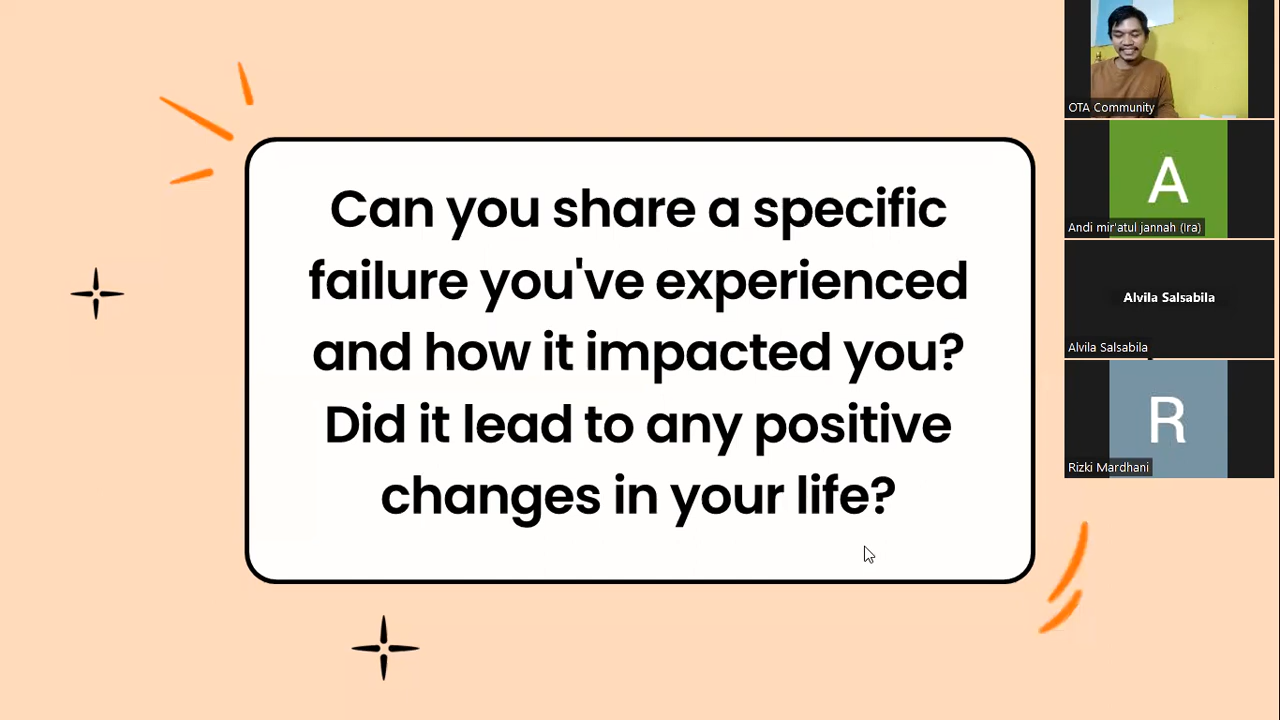 Can you share a specific
failure you've experienced
and how it impacted you?
Did it lead to any positive
changes in your life?
OTA Community
A
Andi mir'atul jannah (Ira)
Alvila Salsabila
Alvila Salsabila
R
Rizki Mardhani